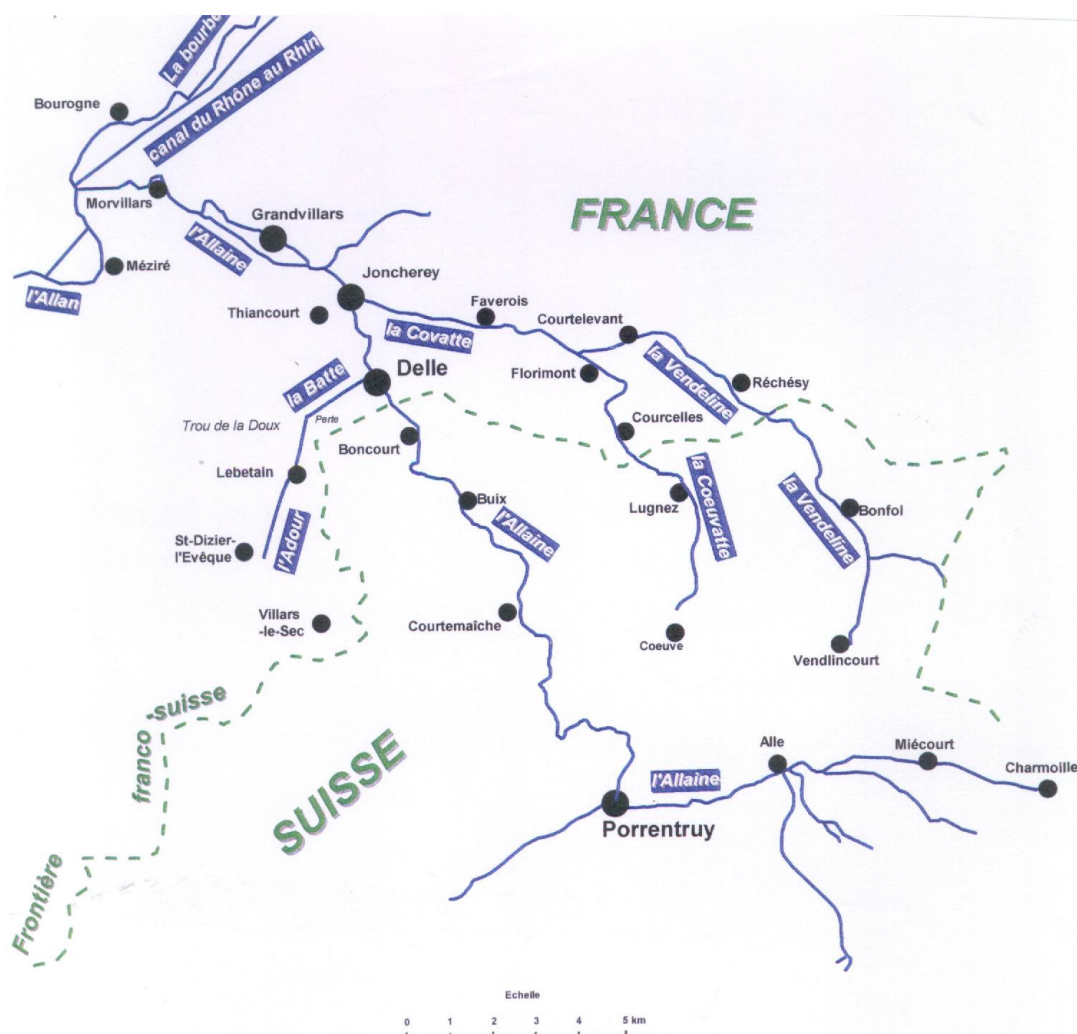 La bourbe
canal du Rhône au Rhin
Bourogne
Morvillars
Grandvillars
FRANCE
l'Allaine
Méziré
Joncherey
l'Allan
Thiancourt
Faverois
la Covatte
Courtelevant
Delle
Florimont
la Vendeline
Réchésy
la Batte
Trou de la Doux
Perte
Boncourt
Courcelles
Lebetain
Buix
l'Allaine
Lugnez
la Coeuvatte
la Vendeline
Bonfol
St-Dizier-
l'Evêque
l'Adour
Villars
-le-Sec
Courtemaîche
Coeuve
Vendlincourt
Frontière
franco
-suisse
SUISSE
Alle
Miécourt
Charmoille
l'Allaine
Porrentruy
Echelle
0 1 2 3 4 5 km